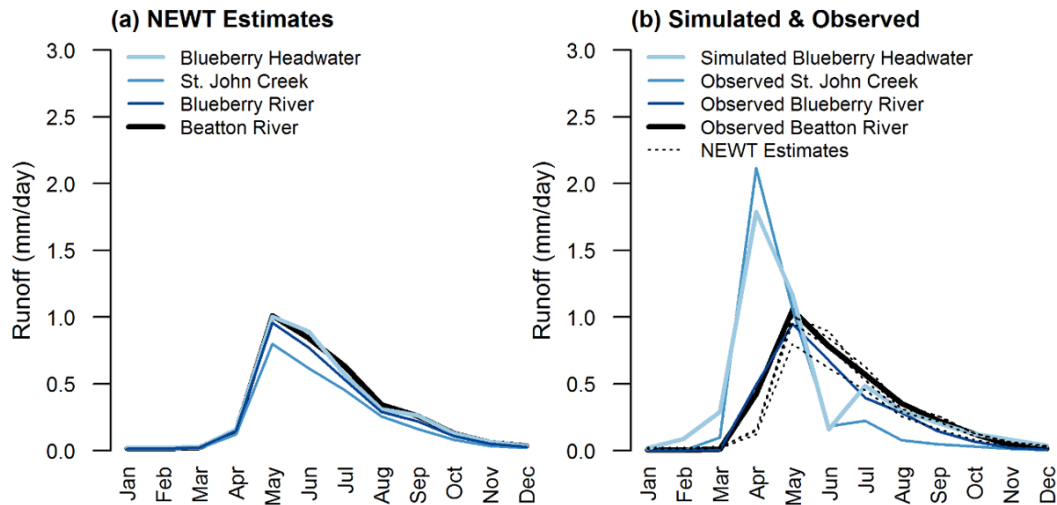 (a) NEWT Estimates
Runoff (mm/day)
3.0
2.5
2.0
1.5
1.0
0.5
0.0
Blueberry Headwater
St. John Creek
Blueberry River
Beatton River
Jan
Feb
Mar
Apr
May
Jun
Jul
Aug
Sep
Oct
Nov
Dec
(b) Simulated & Observed
Runoff (mm/day)
3.0
2.5
2.0
1.5
1.0
0.5
0.0
Simulated Blueberry Headwater
Observed St. John Creek
Observed Blueberry River
Observed Beatton River
NEWT Estimates
Jan
Feb
Mar
Apr
May
Jun
Jul
Aug
Sep
Oct
Nov
Dec